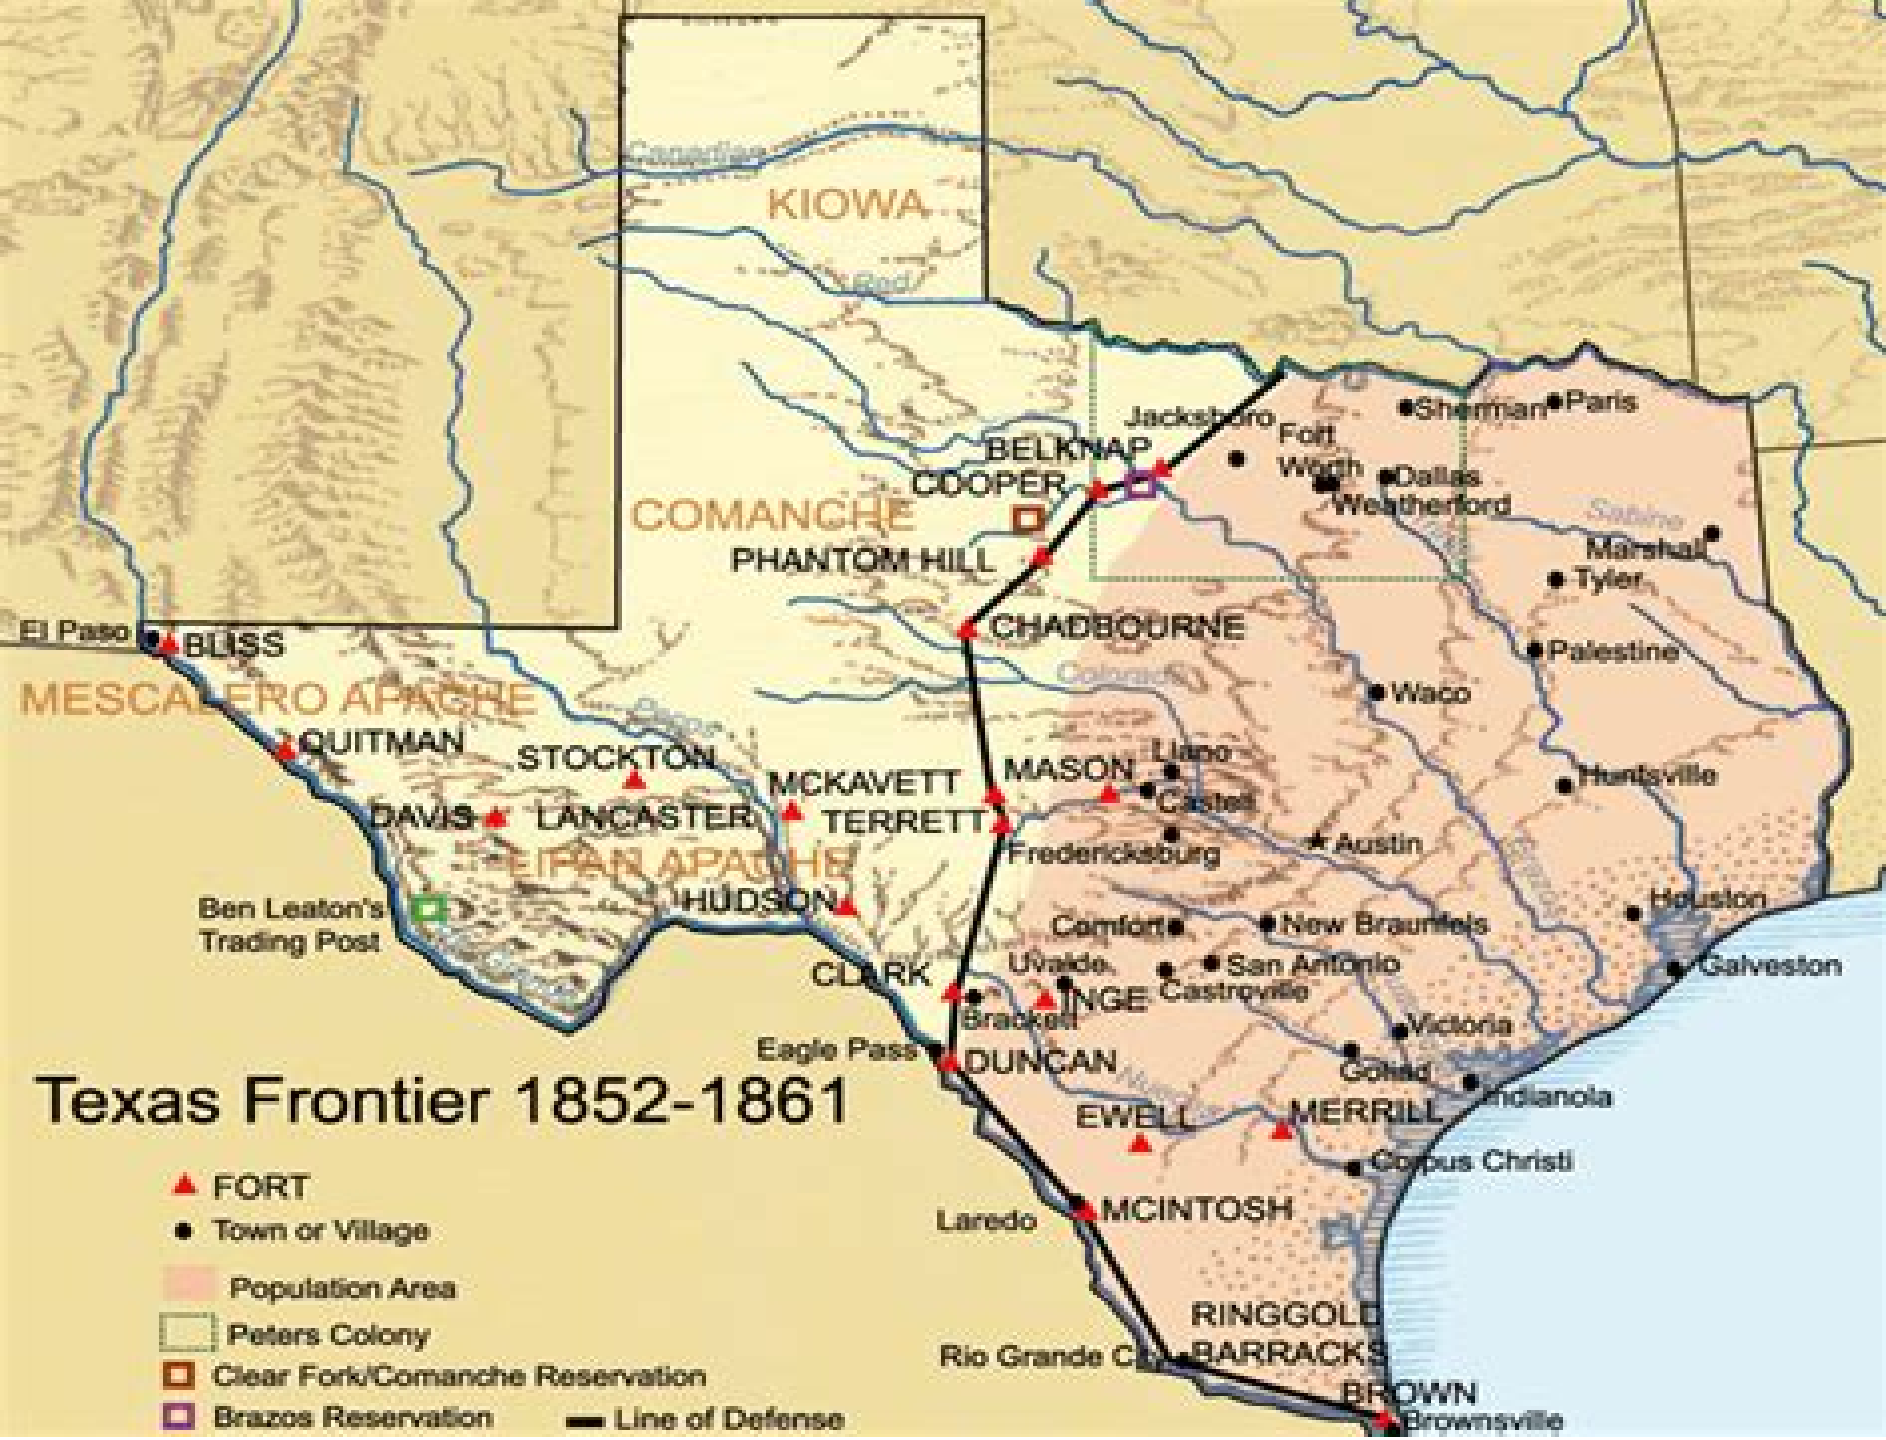 Canadian
KIOWA
Red
Jacksboro
Sherman
Paris
Fort
Worth
BELKNAP
Dallas
COOPER
Weatherford
COMANCHE
Sabine
Marshall
PHANTOM HILL
Tyler
El Paso
BLISS
CHADBOURNE
Palestine
Colorado
MESCALERO APACHE
Waco
Pecos
QUITMAN
STOCKTON
Llano
MCKAVETT
MASON
Huntsville
Castell
DAVIS
LANCASTER
TERRETT
Austin
Fredericksburg
LIPAN APACHE
Brazos
HUDSON
Houston
Ben Leaton's
Trading Post
Comfort
New Braunfels
Uvalde
San Antonio
Galveston
CLARK
INGE
Castroville
Brackett
Victoria
Eagle Pass
DUNCAN
Goliad
Indianola
Texas Frontier 1852-1861
EWELL
MERRILL
Corpus Christi
FORT
MCINTOSH
Laredo
Town or Village
Population Area
RINGGOLD
BARRACKS
Peters Colony
Rio Grande
Clear Fork/Comanche Reservation
BROWN
Brazos Reservation
Line of Defense
Brownsville